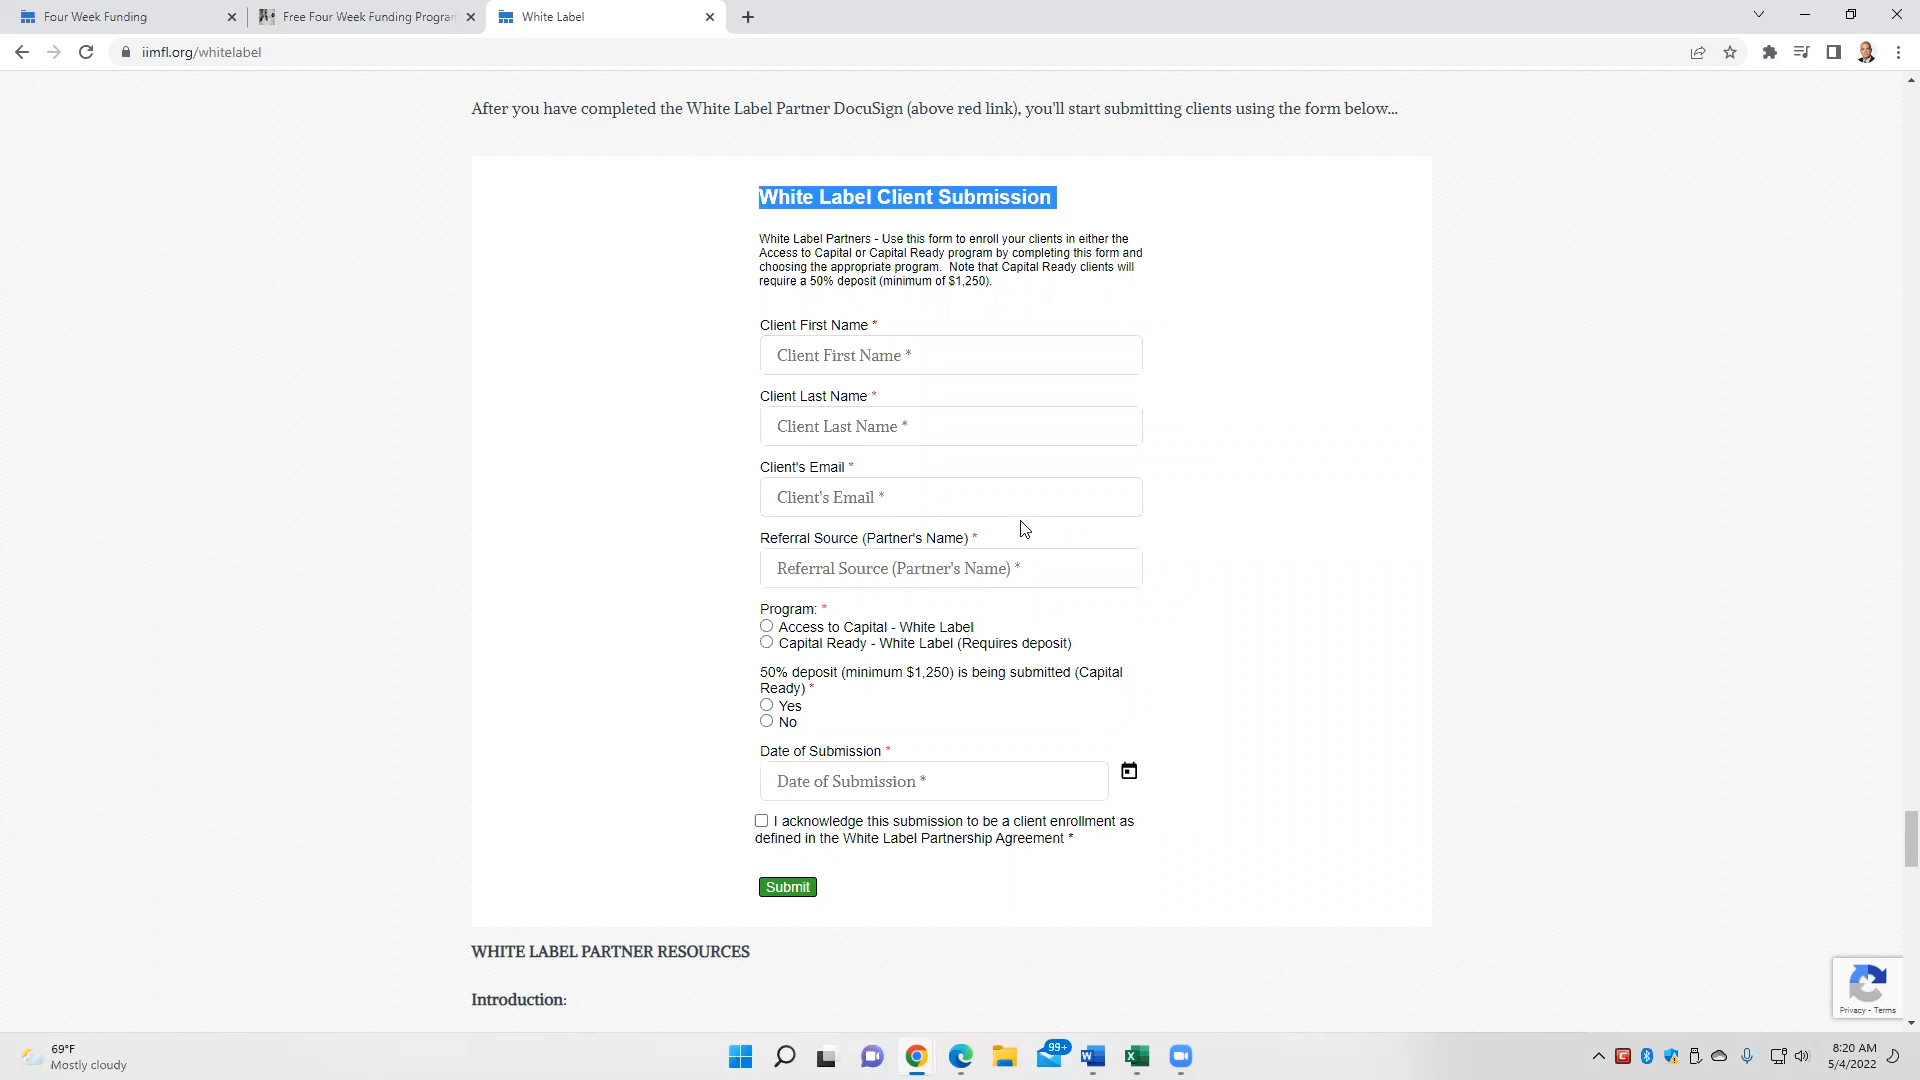 Four Week Funding
Free Four Week Funding Program
White Label
iimfl.org/whitelabel
After you have completed the White Label Partner DocuSign (above red link), you'll start submitting clients using the form below...
White Label Client Submission
White Label Partners - Use this form to enroll your clients in either the
Access to Capital or Capital Ready program by completing this form and
choosing the appropriate program.  Note that Capital Ready clients will
require a 50% deposit (minimum of $1,250).
Client First Name *
Client First Name *
Client Last Name *
Client Last Name *
Client's Email *
Client's Email *
Referral Source (Partner's Name) *
Referral Source (Partner's Name) *
Program: *
Access to Capital - White Label
Capital Ready - White Label (Requires deposit)
50% deposit (minimum $1,250) is being submitted (Capital
Ready) *
Yes
No
Date of Submission *
Date of Submission *
I acknowledge this submission to be a client enrollment as
defined in the White Label Partnership Agreement *
Submit
WHITE LABEL PARTNER RESOURCES
Introduction:
Privacy - Terms
69°F
Mostly cloudy
99+
8:20 AM
5/4/2022